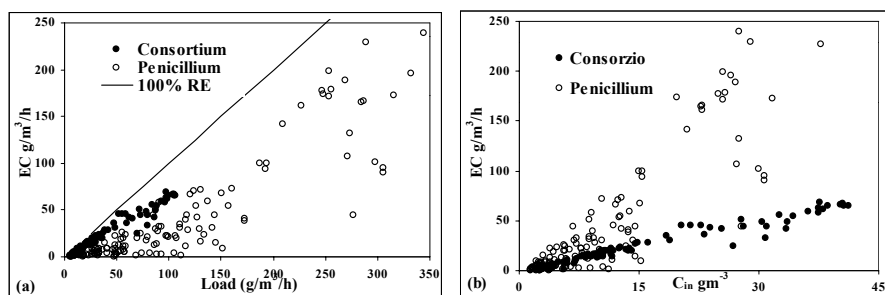 250
200
150
100
50
0
EC g/m³/h
Consortium
Penicillium
100% RE
0 50 100 150 200 250 300 350
Load (g/m³/h)
(a)
250
200
150
100
50
0
EC g/m³/h
Consorzio
Penicillium
0 15 30 45
C_in gm⁻³
(b)